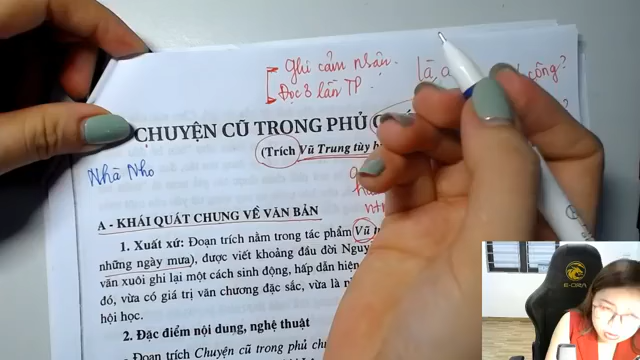 Ghi cảm nhận.
Đọc 3 lần TP.
là
công?
CHUYỆN CŨ TRONG PHỦ
(Trích Vũ Trung tùy b
Nhà Nho
A - KHÁI QUÁT CHUNG VỀ VĂN BẢN
1. Xuất xứ: Đoạn trích nằm trong tác phẩm Vũ
những ngày mưa), được viết khoảng đầu đời Nguy
văn xuôi ghi lại một cách sinh động, hấp dẫn hiện
đó, vừa có giá trị văn chương đặc sắc, vừa là n
hội học.
2. Đặc điểm nội dung, nghệ thuật
Đoạn trích Chuyện cũ trong phủ ch
E-DRA